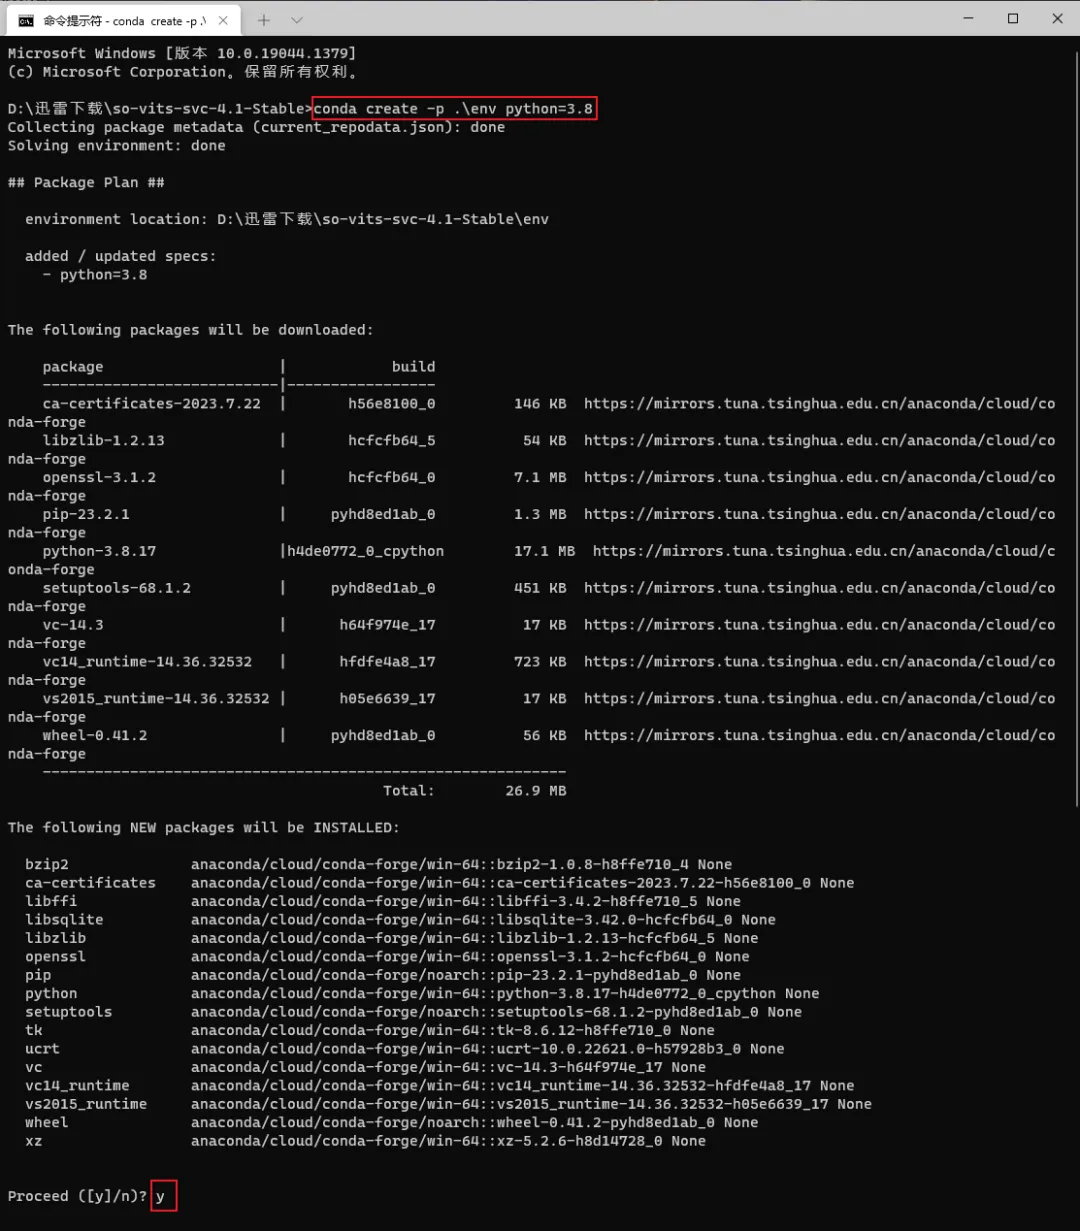 命令提示符 - conda create -p .\
Microsoft Windows [版本 10.0.19044.1379]
(c) Microsoft Corporation。保留所有权利。
D:\迅雷下载\so-vits-svc-4.1-Stable>conda create -p .\env python=3.8
Collecting package metadata (current_repodata.json): done
Solving environment: done
## Package Plan ##
environment location: D:\迅雷下载\so-vits-svc-4.1-Stable\env
added / updated specs:
- python=3.8
The following packages will be downloaded:
package | build
---------------------------|-----------------
ca-certificates-2023.7.22 | h56e8100_0 146 KB https://mirrors.tuna.tsinghua.edu.cn/anaconda/cloud/co
nda-forge
libzlib-1.2.13 | hcfcfb64_5 54 KB https://mirrors.tuna.tsinghua.edu.cn/anaconda/cloud/co
nda-forge
openssl-3.1.2 | hcfcfb64_0 7.1 MB https://mirrors.tuna.tsinghua.edu.cn/anaconda/cloud/co
nda-forge
pip-23.2.1 | pyhd8ed1ab_0 1.3 MB https://mirrors.tuna.tsinghua.edu.cn/anaconda/cloud/co
nda-forge
python-3.8.17 |h4de0772_0_cpython 17.1 MB https://mirrors.tuna.tsinghua.edu.cn/anaconda/cloud/c
onda-forge
setuptools-68.1.2 | pyhd8ed1ab_0 451 KB https://mirrors.tuna.tsinghua.edu.cn/anaconda/cloud/co
nda-forge
vc-14.3 | h64f974e_17 17 KB https://mirrors.tuna.tsinghua.edu.cn/anaconda/cloud/co
nda-forge
vc14_runtime-14.36.32532 | hfdfe4a8_17 723 KB https://mirrors.tuna.tsinghua.edu.cn/anaconda/cloud/co
nda-forge
vs2015_runtime-14.36.32532 | h05e6639_17 17 KB https://mirrors.tuna.tsinghua.edu.cn/anaconda/cloud/co
nda-forge
wheel-0.41.2 | pyhd8ed1ab_0 56 KB https://mirrors.tuna.tsinghua.edu.cn/anaconda/cloud/co
nda-forge
------------------------------------------------------------
Total: 26.9 MB
The following NEW packages will be INSTALLED:
bzip2 anaconda/cloud/conda-forge/win-64::bzip2-1.0.8-h8ffe710_4 None
ca-certificates anaconda/cloud/conda-forge/win-64::ca-certificates-2023.7.22-h56e8100_0 None
libffi anaconda/cloud/conda-forge/win-64::libffi-3.4.2-h8ffe710_5 None
libsqlite anaconda/cloud/conda-forge/win-64::libsqlite-3.42.0-hcfcfb64_0 None
libzlib anaconda/cloud/conda-forge/win-64::libzlib-1.2.13-hcfcfb64_5 None
openssl anaconda/cloud/conda-forge/win-64::openssl-3.1.2-hcfcfb64_0 None
pip anaconda/cloud/conda-forge/noarch::pip-23.2.1-pyhd8ed1ab_0 None
python anaconda/cloud/conda-forge/win-64::python-3.8.17-h4de0772_0_cpython None
setuptools anaconda/cloud/conda-forge/noarch::setuptools-68.1.2-pyhd8ed1ab_0 None
tk anaconda/cloud/conda-forge/win-64::tk-8.6.12-h8ffe710_0 None
ucrt anaconda/cloud/conda-forge/win-64::ucrt-10.0.22621.0-h57928b3_0 None
vc anaconda/cloud/conda-forge/win-64::vc-14.3-h64f974e_17 None
vc14_runtime anaconda/cloud/conda-forge/win-64::vc14_runtime-14.36.32532-hfdfe4a8_17 None
vs2015_runtime anaconda/cloud/conda-forge/win-64::vs2015_runtime-14.36.32532-h05e6639_17 None
wheel anaconda/cloud/conda-forge/noarch::wheel-0.41.2-pyhd8ed1ab_0 None
xz anaconda/cloud/conda-forge/win-64::xz-5.2.6-h8d14728_0 None
Proceed ([y]/n)? y